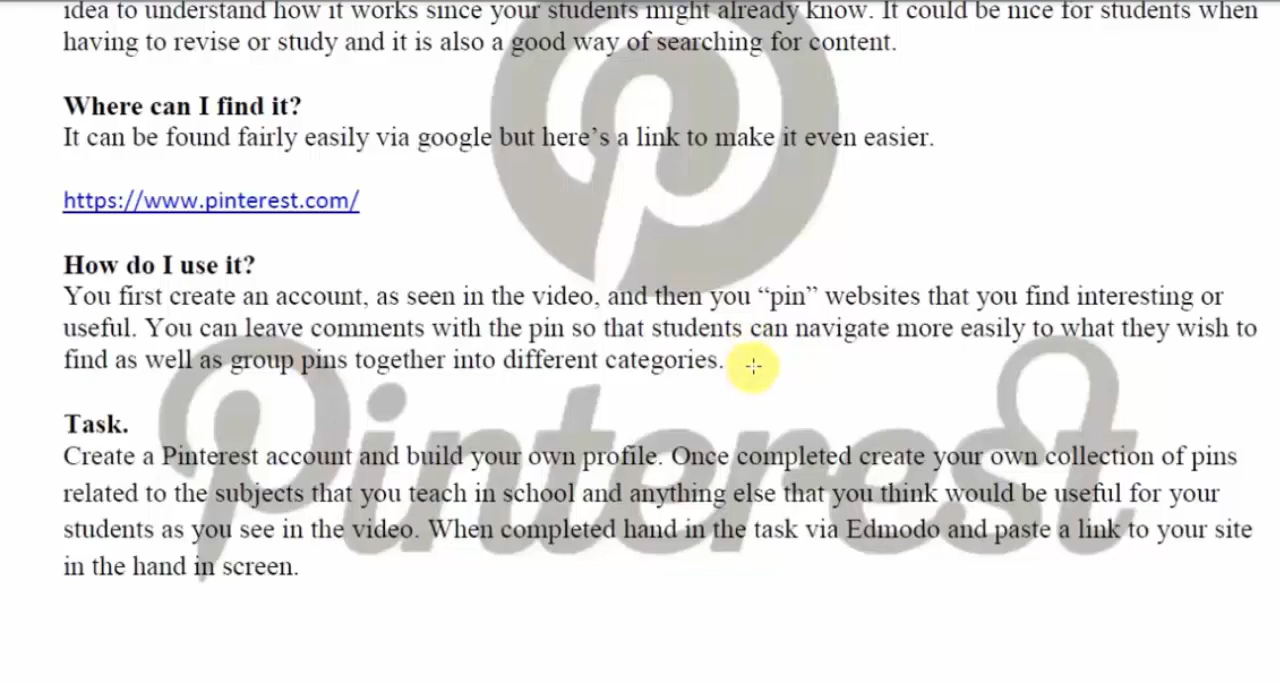 idea to understand how it works since your students might already know. It could be nice for students when
having to revise or study and it is also a good way of searching for content.
Where can I find it?
It can be found fairly easily via google but here’s a link to make it even easier.
https://www.pinterest.com/
How do I use it?
You first create an account, as seen in the video, and then you “pin” websites that you find interesting or
useful. You can leave comments with the pin so that students can navigate more easily to what they wish to
find as well as group pins together into different categories.
Task.
Create a Pinterest account and build your own profile. Once completed create your own collection of pins
related to the subjects that you teach in school and anything else that you think would be useful for your
students as you see in the video. When completed hand in the task via Edmodo and paste a link to your site
in the hand in screen.
Pinterest